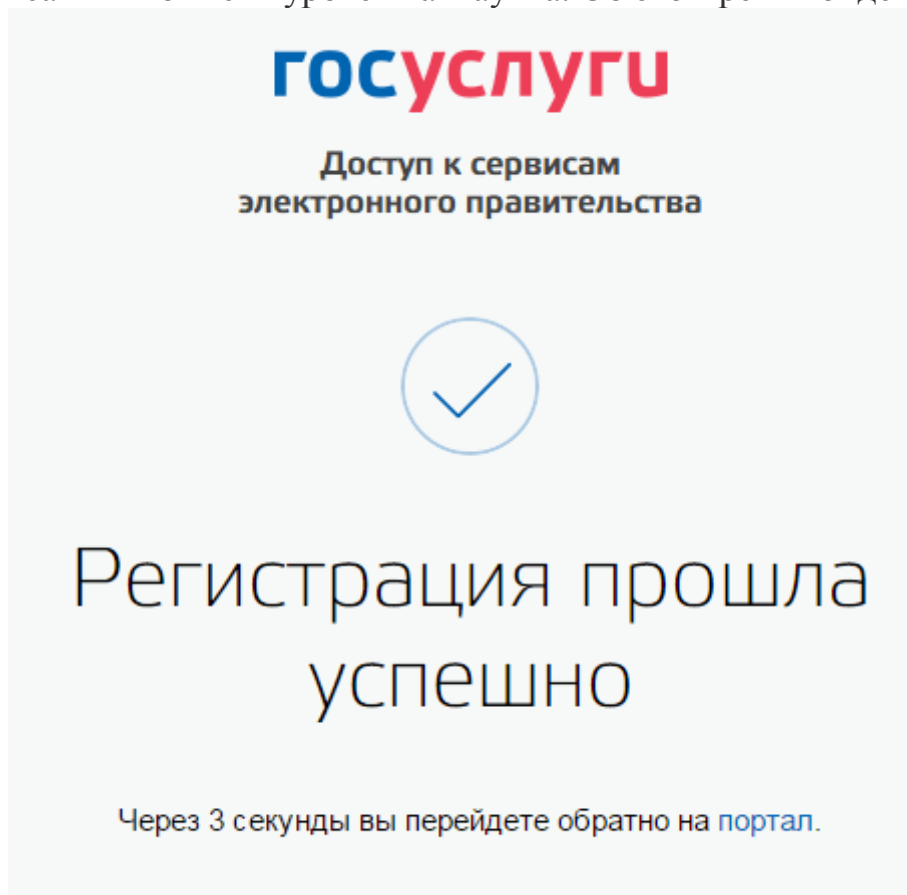 госуслуги
Доступ к сервисам
электронного правительства
Регистрация прошла
успешно
Через 3 секунды вы перейдете обратно на портал.